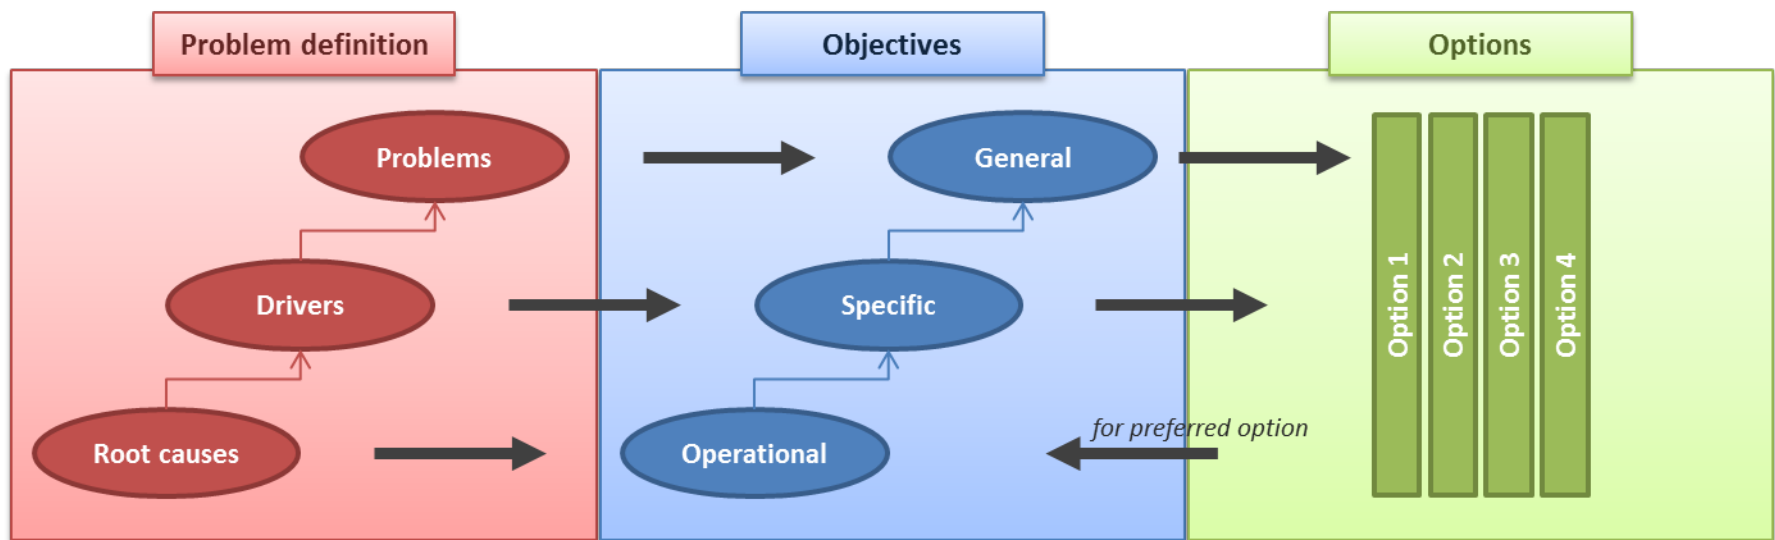 Problem definition
Objectives
Options
Problems
General
Drivers
Specific
Root causes
Operational
for preferred option
Option 1
Option 2
Option 3
Option 4